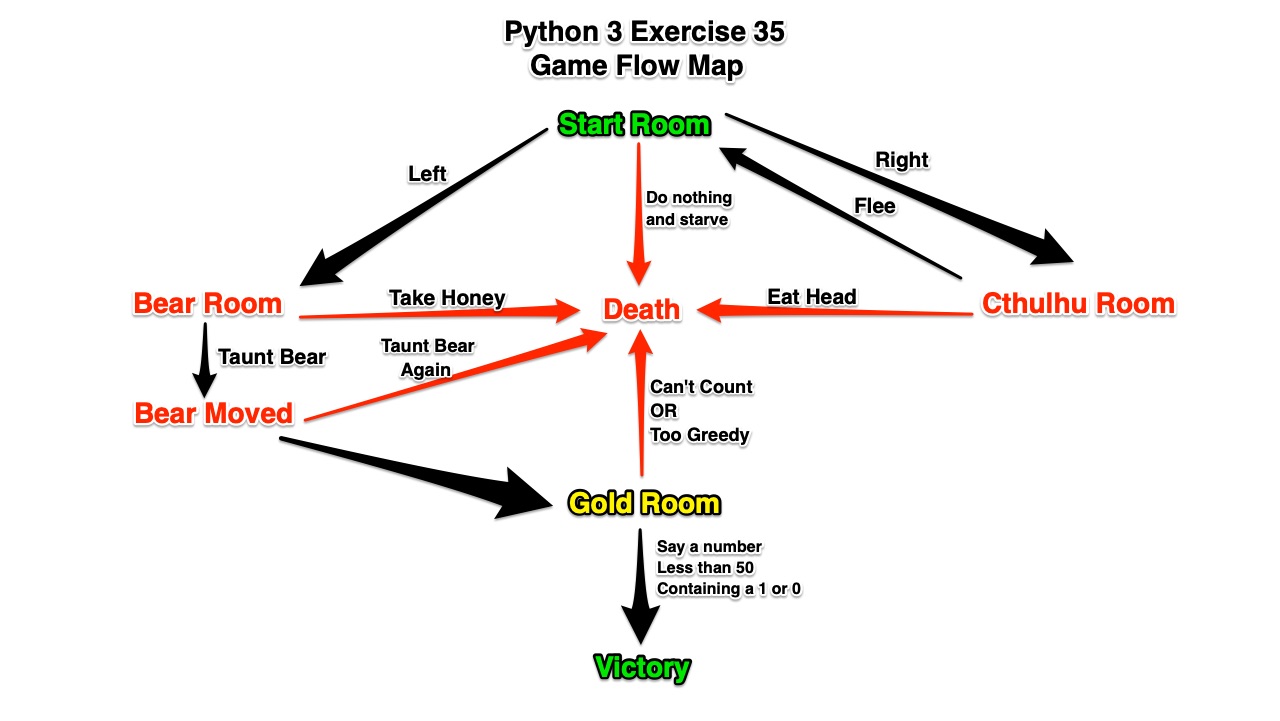 Python 3 Exercise 35
Game Flow Map
Start Room
Left
Right
Do nothing
and starve
Flee
Bear Room
Take Honey
Death
Eat Head
Cthulhu Room
Taunt Bear
Taunt Bear
Again
Bear Moved
Can't Count
OR
Too Greedy
Gold Room
Say a number
Less than 50
Containing a 1 or 0
Victory